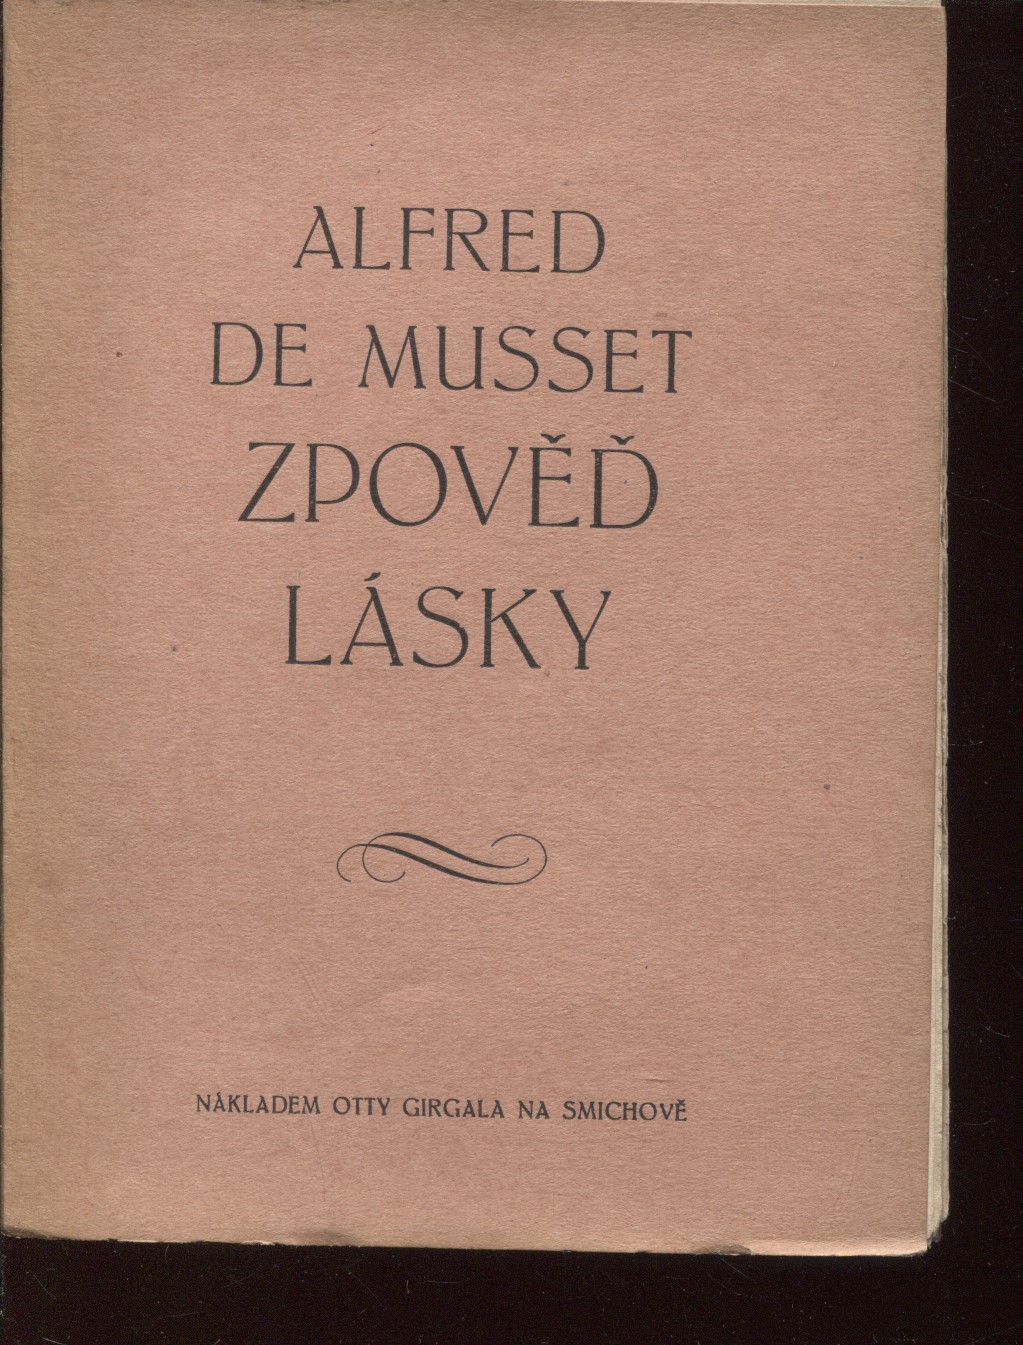 ALFRED
DE MUSSET
ZPOVĚĎ
LÁSKY
NÁKLADEM OTTY GIRGALA NA SMICHOVĚ